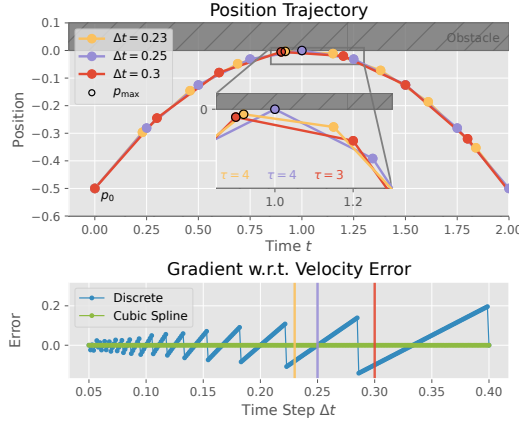 Position Trajectory
0.1
0.0
−0.1
−0.2
−0.3
−0.4
−0.5
−0.6
Position
Δt = 0.23
Δt = 0.25
Δt = 0.3
p_max
Obstacle
0
τ = 4
τ = 4
τ = 3
1.0
1.2
p_0
0.00
0.25
0.50
0.75
1.00
1.25
1.50
1.75
2.00
Time t
Gradient w.r.t. Velocity Error
0.2
0.0
Error
Discrete
Cubic Spline
0.05
0.10
0.15
0.20
0.25
0.30
0.35
0.40
Time Step Δt